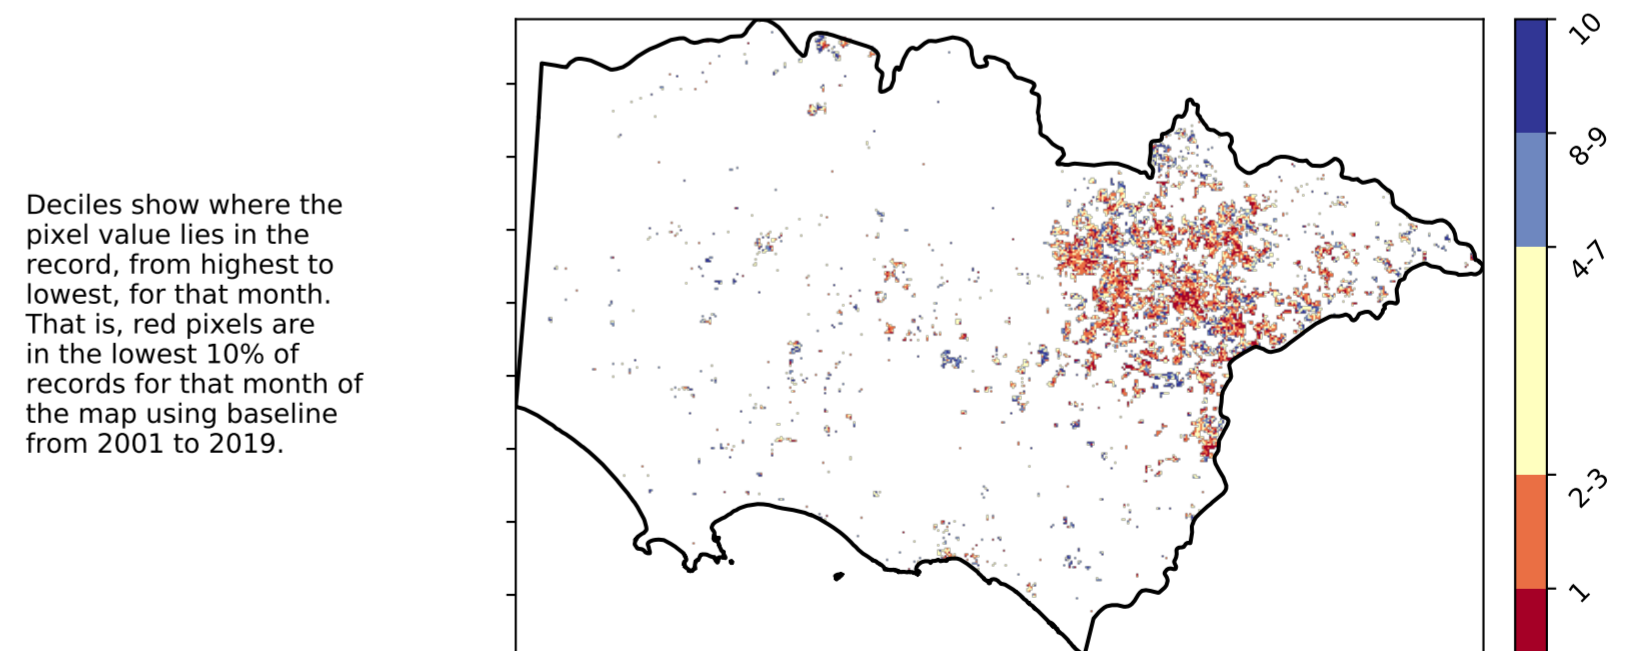 Deciles show where the
pixel value lies in the
record, from highest to
lowest, for that month.
That is, red pixels are
in the lowest 10% of
records for that month of
the map using baseline
from 2001 to 2019.
10
8-9
4-7
2-3
1